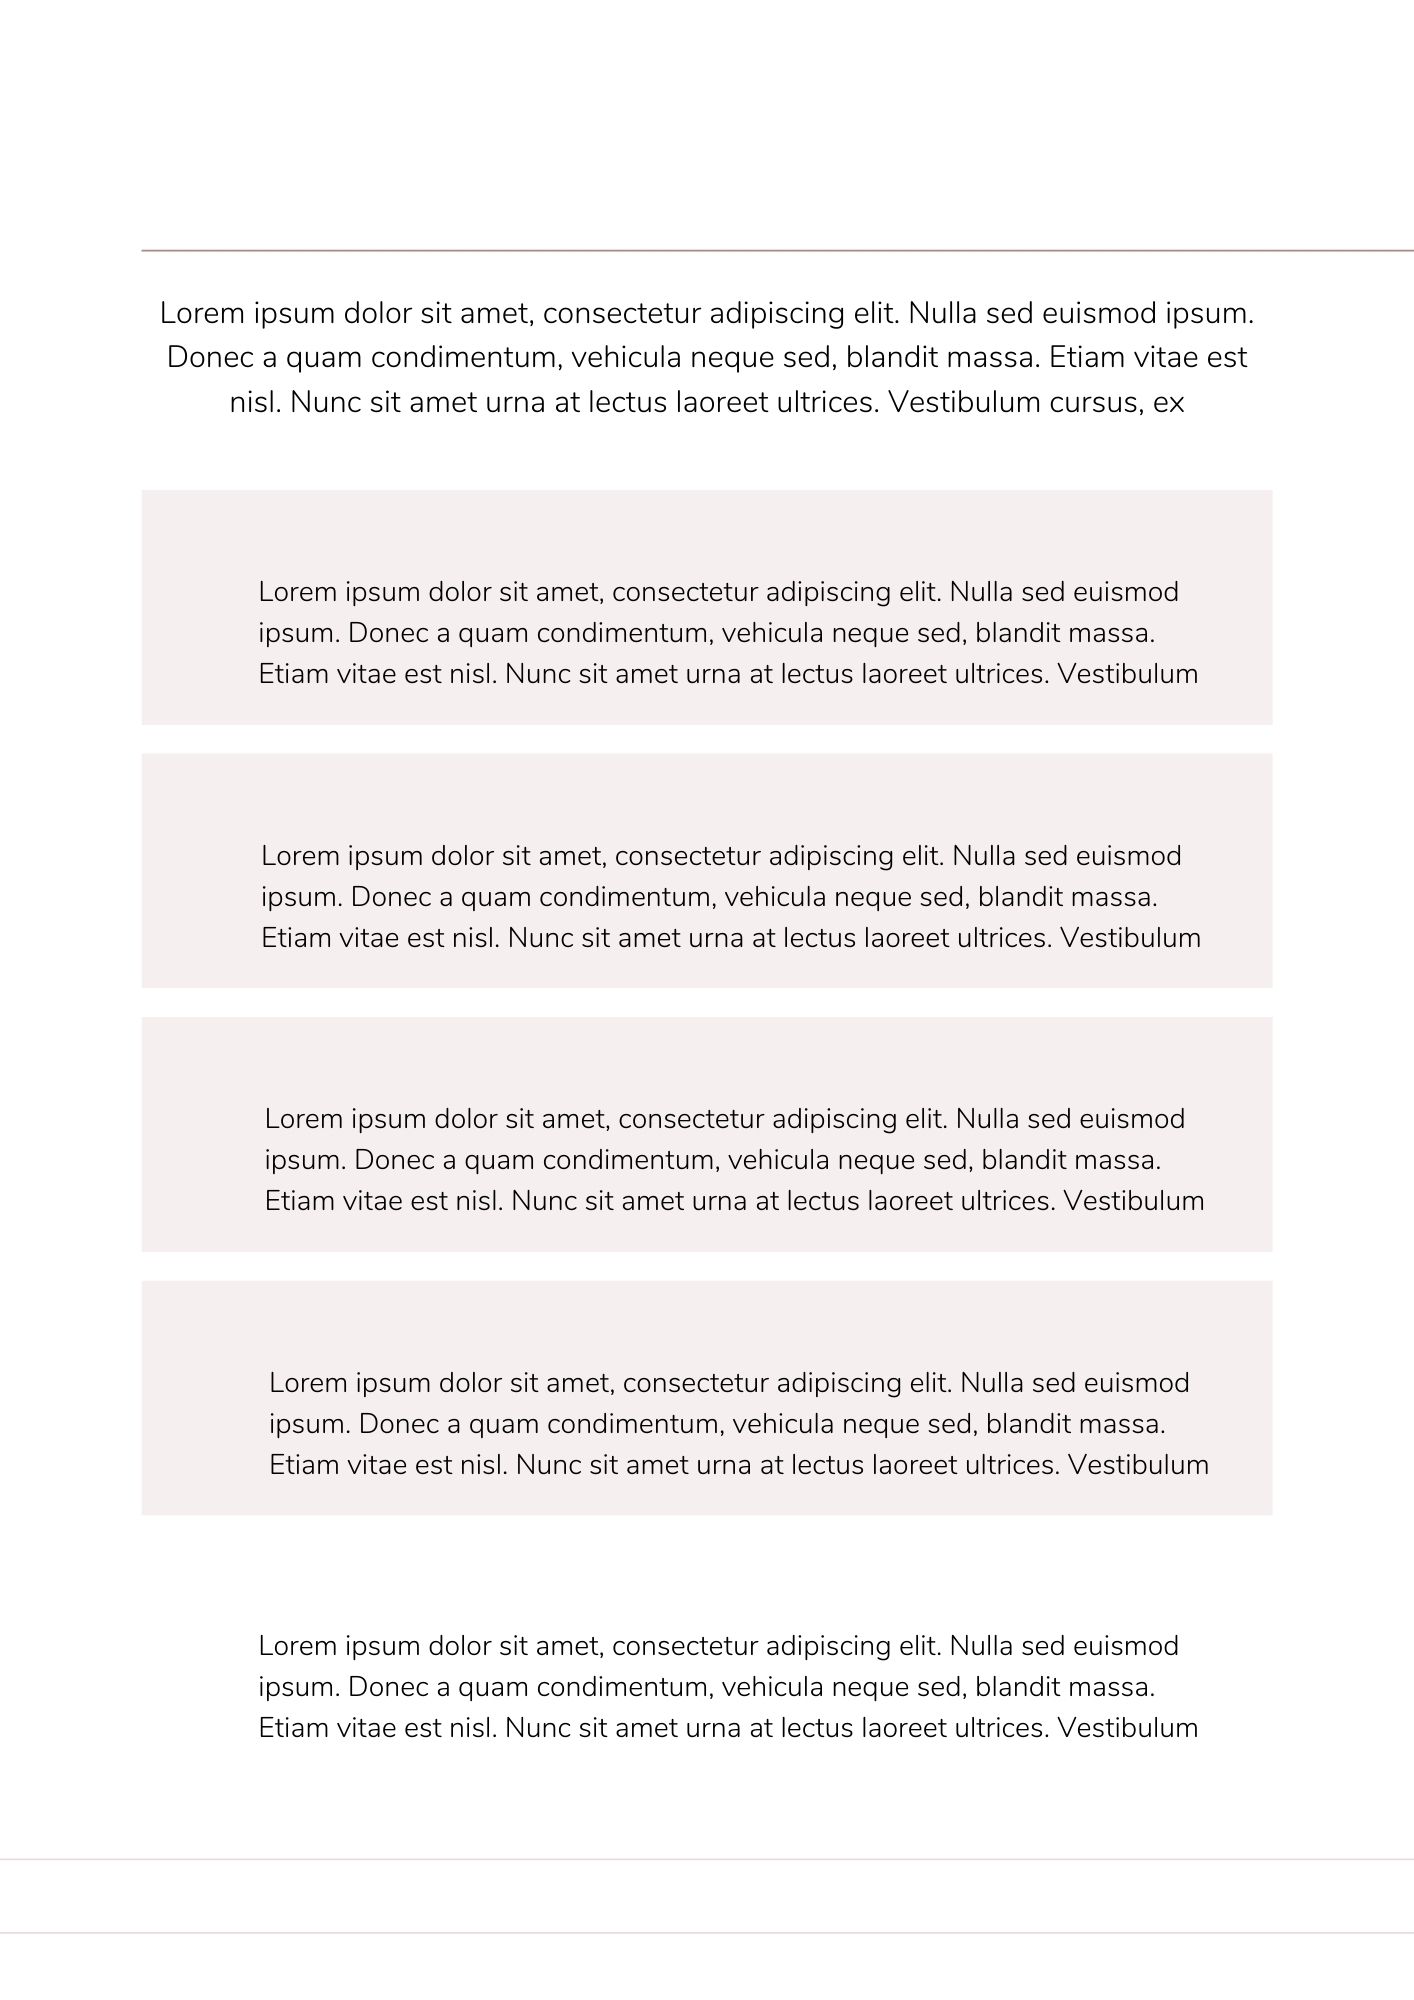 Lorem ipsum dolor sit amet, consectetur adipiscing elit. Nulla sed euismod ipsum.
Donec a quam condimentum, vehicula neque sed, blandit massa. Etiam vitae est
nisl. Nunc sit amet urna at lectus laoreet ultrices. Vestibulum cursus, ex
Lorem ipsum dolor sit amet, consectetur adipiscing elit. Nulla sed euismod
ipsum. Donec a quam condimentum, vehicula neque sed, blandit massa.
Etiam vitae est nisl. Nunc sit amet urna at lectus laoreet ultrices. Vestibulum
Lorem ipsum dolor sit amet, consectetur adipiscing elit. Nulla sed euismod
ipsum. Donec a quam condimentum, vehicula neque sed, blandit massa.
Etiam vitae est nisl. Nunc sit amet urna at lectus laoreet ultrices. Vestibulum
Lorem ipsum dolor sit amet, consectetur adipiscing elit. Nulla sed euismod
ipsum. Donec a quam condimentum, vehicula neque sed, blandit massa.
Etiam vitae est nisl. Nunc sit amet urna at lectus laoreet ultrices. Vestibulum
Lorem ipsum dolor sit amet, consectetur adipiscing elit. Nulla sed euismod
ipsum. Donec a quam condimentum, vehicula neque sed, blandit massa.
Etiam vitae est nisl. Nunc sit amet urna at lectus laoreet ultrices. Vestibulum
Lorem ipsum dolor sit amet, consectetur adipiscing elit. Nulla sed euismod
ipsum. Donec a quam condimentum, vehicula neque sed, blandit massa.
Etiam vitae est nisl. Nunc sit amet urna at lectus laoreet ultrices. Vestibulum